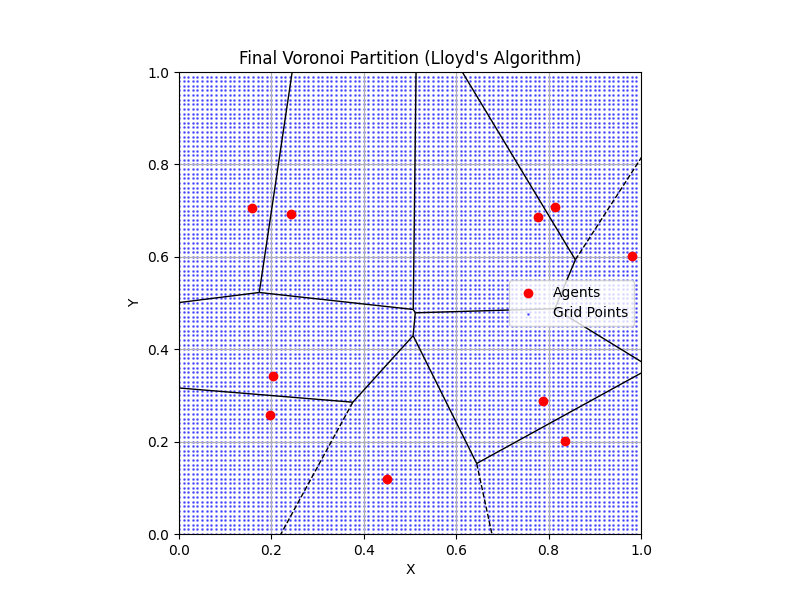 Final Voronoi Partition (Lloyd's Algorithm)
1.0
0.8
0.6
0.4
0.2
0.0
Y
Agents
Grid Points
0.0 0.2 0.4 0.6 0.8 1.0
X